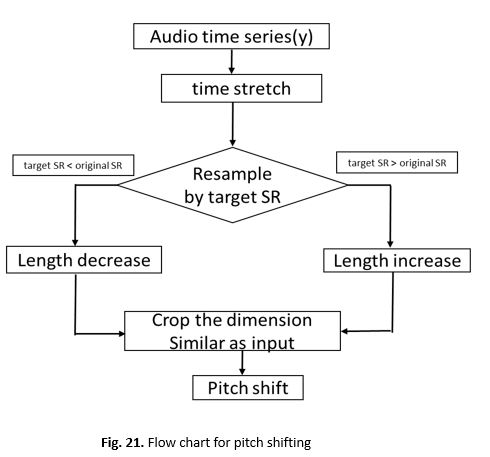 Audio time series(y)
time stretch
target SR < original SR
target SR > original SR
Resample
by target SR
Length decrease
Length increase
Crop the dimension
Similar as input
Pitch shift
Fig. 21. Flow chart for pitch shifting